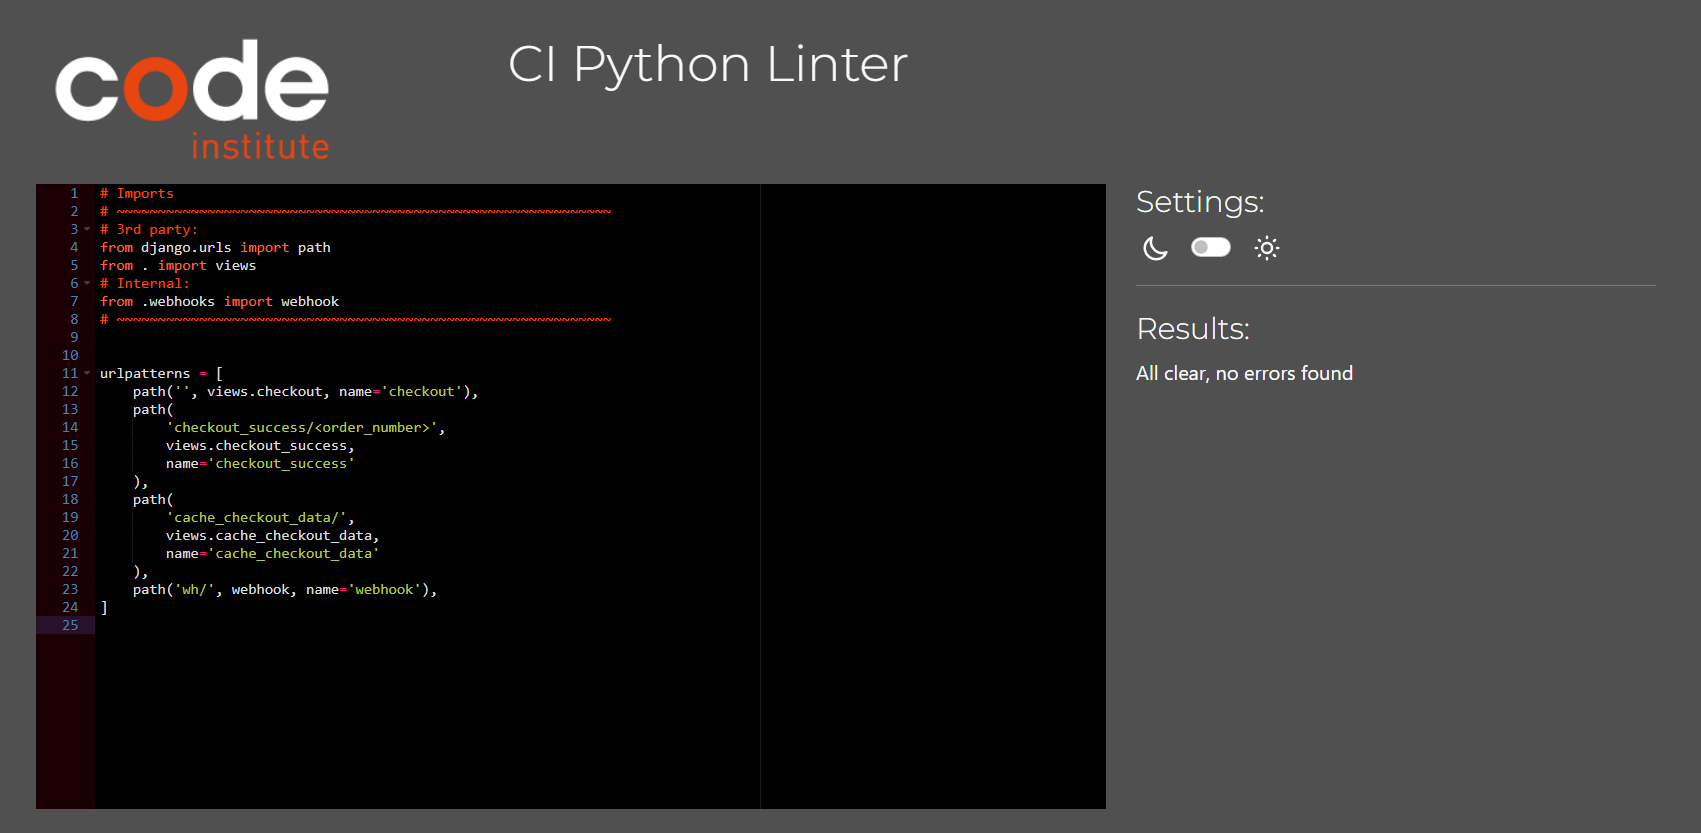 code
institute
CI Python Linter
1 # Imports
2 # ~~~~~~~~~~~~~~~~~~~~~~~~~~~~~~~~~~~~~~~~~~~~~~~~~~~~~~~~~~~~
3 # 3rd party:
4 from django.urls import path
5 from . import views
6 # Internal:
7 from .webhooks import webhook
8 # ~~~~~~~~~~~~~~~~~~~~~~~~~~~~~~~~~~~~~~~~~~~~~~~~~~~~~~~~~~~~
9
10
11 urlpatterns = [
12     path('', views.checkout, name='checkout'),
13     path(
14         'checkout_success/<order_number>',
15         views.checkout_success,
16         name='checkout_success'
17     ),
18     path(
19         'cache_checkout_data/',
20         views.cache_checkout_data,
21         name='cache_checkout_data'
22     ),
23     path('wh/', webhook, name='webhook'),
24 ]
25
Settings:
Results:
All clear, no errors found